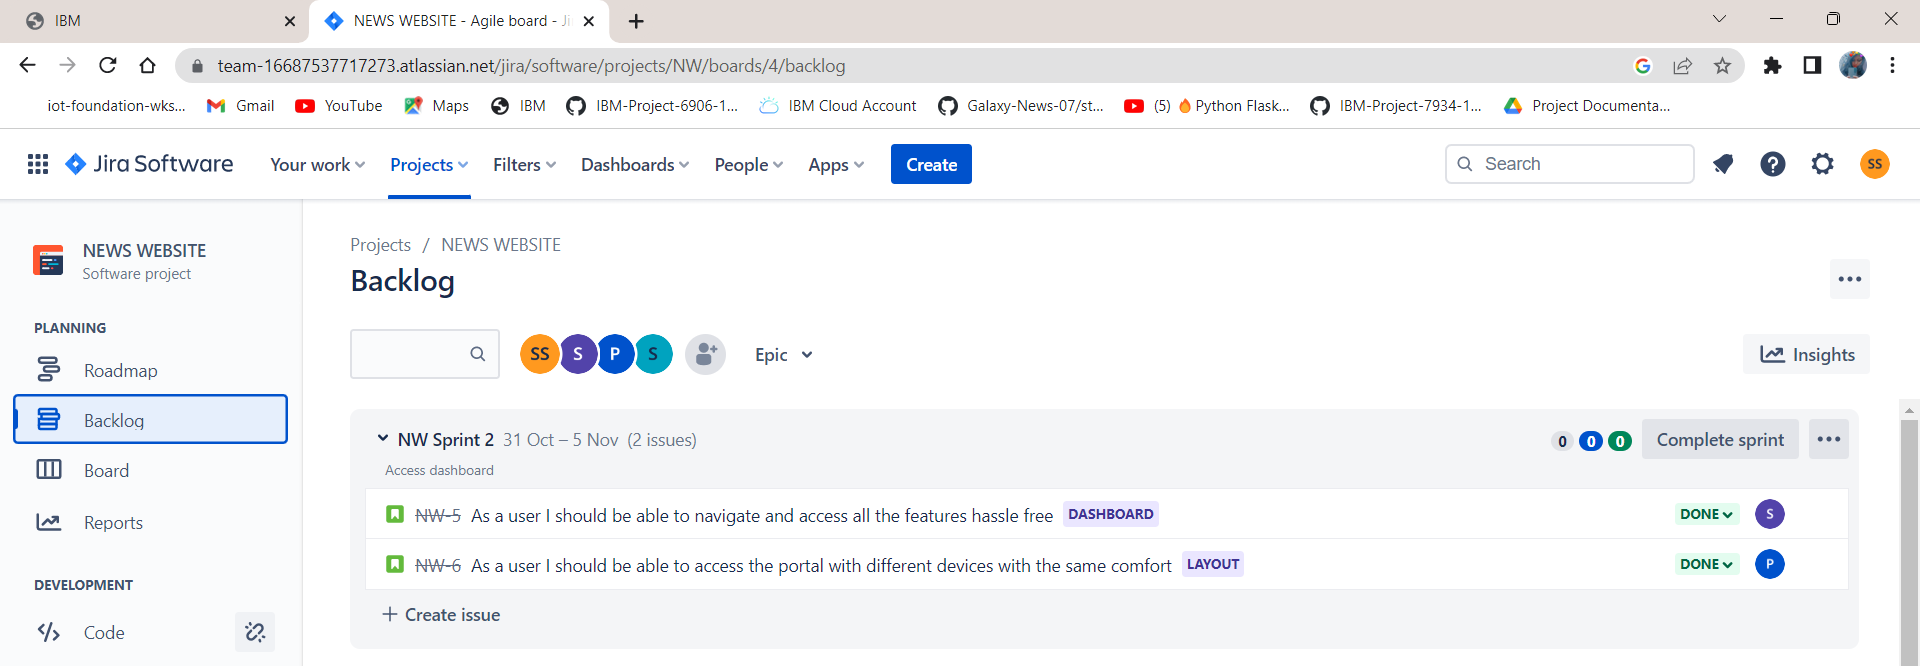 IBM
NEWS WEBSITE - Agile board - Ji
team-16687537717273.atlassian.net/jira/software/projects/NW/boards/4/backlog
iot-foundation-wks... Gmail YouTube Maps IBM IBM-Project-6906-1... IBM Cloud Account Galaxy-News-07/st... (5) 🔥Python Flask... IBM-Project-7934-1... Project Documenta...
Jira Software Your work Projects Filters Dashboards People Apps Create Search SS
NEWS WEBSITE
Software project
PLANNING
Roadmap
Backlog
Board
Reports
DEVELOPMENT
Code
Projects / NEWS WEBSITE
Backlog
SS S P S Epic Insights
NW Sprint 2 31 Oct – 5 Nov (2 issues) 0 0 0 Complete sprint
Access dashboard
NW-5 As a user I should be able to navigate and access all the features hassle free DASHBOARD DONE S
NW-6 As a user I should be able to access the portal with different devices with the same comfort LAYOUT DONE P
+ Create issue